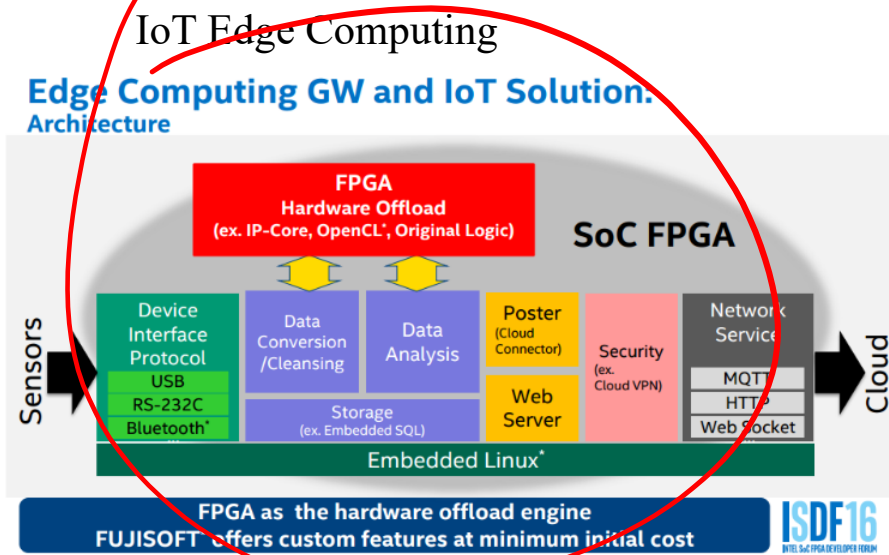 IoT Edge Computing
Edge Computing GW and IoT Solution:
Architecture
FPGA
Hardware Offload
(ex. IP-Core, OpenCL*, Original Logic)
SoC FPGA
Sensors
Device
Interface
Protocol
USB
RS-232C
Bluetooth*
...
Data
Conversion
/Cleansing
Data
Analysis
Storage
(ex. Embedded SQL)
Poster
(Cloud
Connector)
Web
Server
Security
(ex.
Cloud VPN)
Network
Service
MQTT
HTTP
Web Socket
...
Cloud
Embedded Linux*
FPGA as the hardware offload engine
FUJISOFT* offers custom features at minimum initial cost
ISDF16
INTEL SoC FPGA DEVELOPER FORUM